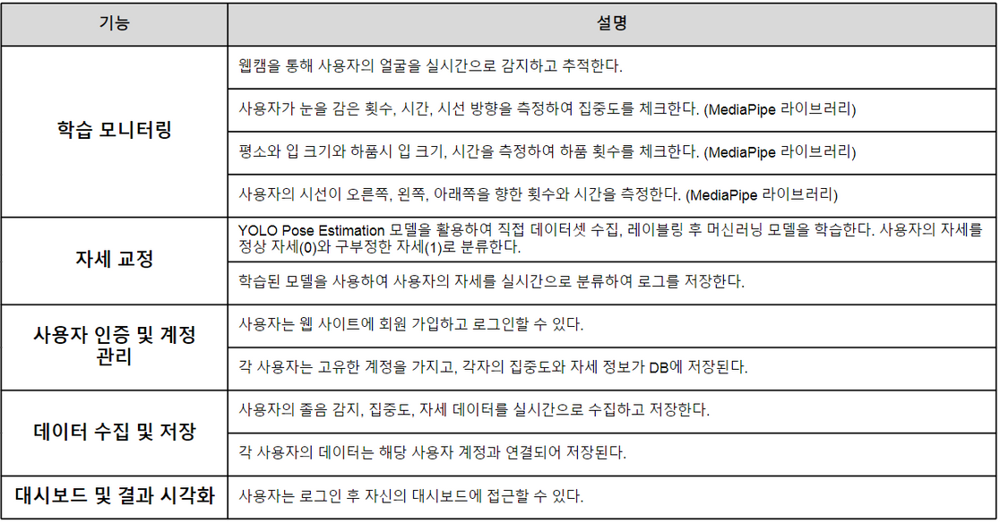 기능
설명
학습 모니터링
웹캠을 통해 사용자의 얼굴을 실시간으로 감지하고 추적한다.
사용자가 눈을 감은 횟수, 시간, 시선 방향을 측정하여 집중도를 체크한다. (MediaPipe 라이브러리)
평소와 입 크기와 하품시 입 크기, 시간을 측정하여 하품 횟수를 체크한다. (MediaPipe 라이브러리)
사용자의 시선이 오른쪽, 왼쪽, 아래쪽을 향한 횟수와 시간을 측정한다. (MediaPipe 라이브러리)
자세 교정
YOLO Pose Estimation 모델을 활용하여 직접 데이터셋 수집, 레이블링 후 머신러닝 모델을 학습한다. 사용자의 자세를
정상 자세(0)와 구부정한 자세(1)로 분류한다.
학습된 모델을 사용하여 사용자의 자세를 실시간으로 분류하여 로그를 저장한다.
사용자 인증 및 계정
관리
사용자는 웹 사이트에 회원 가입하고 로그인할 수 있다.
각 사용자는 고유한 계정을 가지고, 각자의 집중도와 자세 정보가 DB에 저장된다.
데이터 수집 및 저장
사용자의 졸음 감지, 집중도, 자세 데이터를 실시간으로 수집하고 저장한다.
각 사용자의 데이터는 해당 사용자 계정과 연결되어 저장된다.
대시보드 및 결과 시각화
사용자는 로그인 후 자신의 대시보드에 접근할 수 있다.